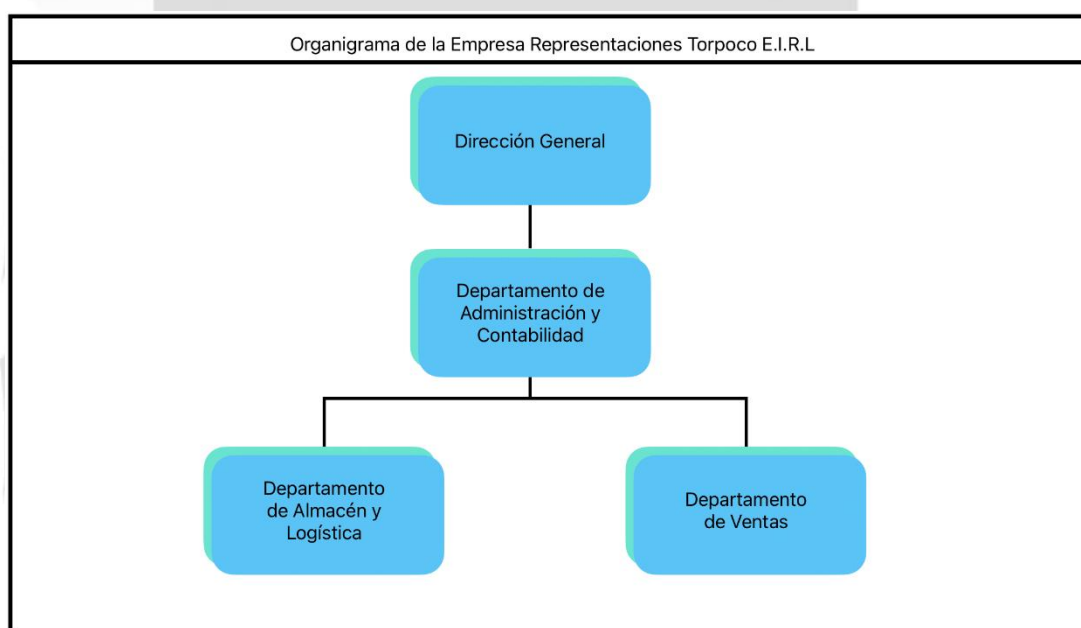 Organigrama de la Empresa Representaciones Torpoco E.I.R.L
Dirección General
Departamento de
Administración y
Contabilidad
Departamento
de Almacén y
Logística
Departamento
de Ventas